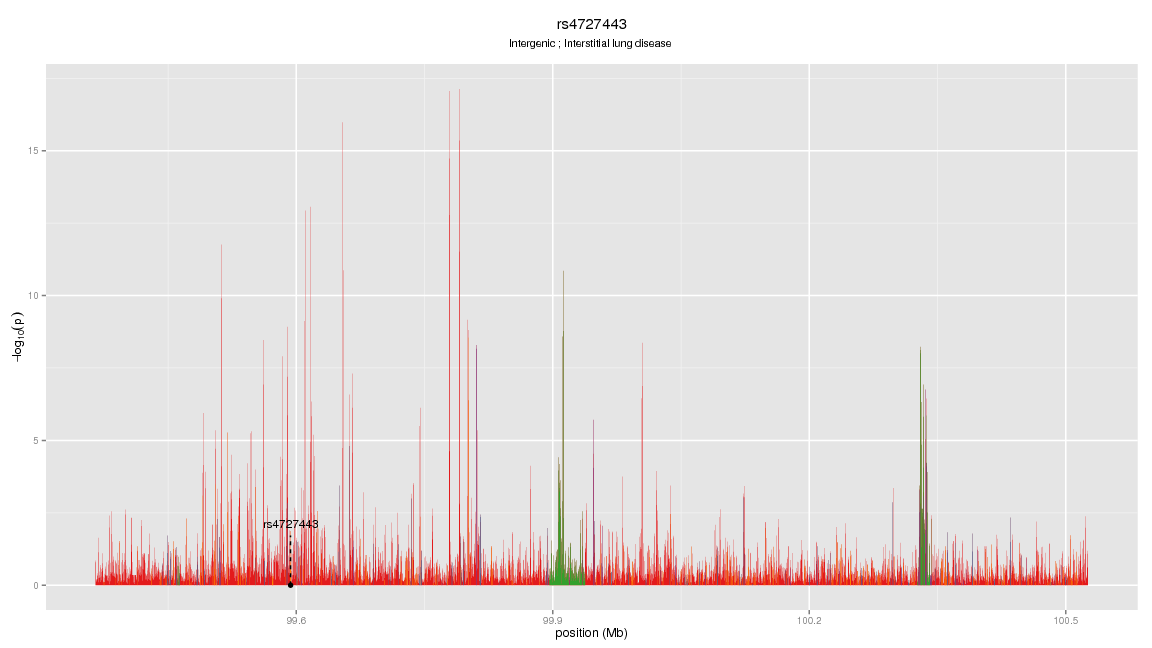 rs4727443
Intergenic ; Interstitial lung disease
−log10(p)
15
10
5
0
rs4727443
99.6 99.9 100.2 100.5
position (Mb)